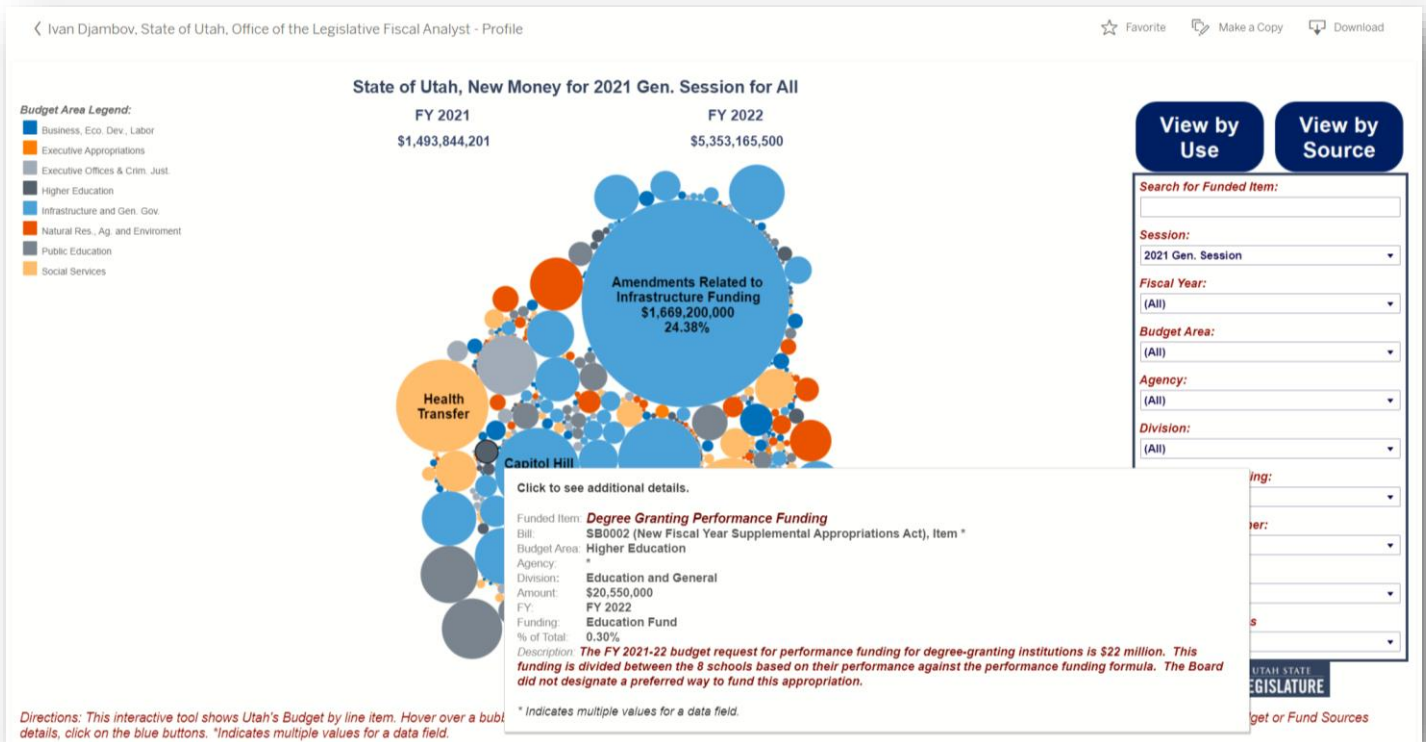 Ivan Djambov, State of Utah, Office of the Legislative Fiscal Analyst - Profile
Favorite
Make a Copy
Download
State of Utah, New Money for 2021 Gen. Session for All
FY 2021
FY 2022
$1,493,844,201
$5,353,165,500
Budget Area Legend:
Business, Eco. Dev., Labor
Executive Appropriations
Executive Offices & Crim. Just.
Higher Education
Infrastructure and Gen. Gov.
Natural Res., Ag. and Enviroment
Public Education
Social Services
Amendments Related to
Infrastructure Funding
$1,669,200,000
24.38%
Health
Transfer
Capitol Hill
View by
Use
View by
Source
Search for Funded Item:
Session:
2021 Gen. Session
Fiscal Year:
(All)
Budget Area:
(All)
Agency:
(All)
Division:
(All)
Click to see additional details.
Funded Item: Degree Granting Performance Funding
Bill: SB0002 (New Fiscal Year Supplemental Appropriations Act), Item *
Budget Area: Higher Education
Agency: *
Division: Education and General
Amount: $20,550,000
FY: FY 2022
Funding: Education Fund
% of Total: 0.30%
Description: The FY 2021-22 budget request for performance funding for degree-granting institutions is $22 million. This
funding is divided between the 8 schools based on their performance against the performance funding formula. The Board
did not designate a preferred way to fund this appropriation.
* Indicates multiple values for a data field.
UTAH STATE
Directions: This interactive tool shows Utah's Budget by line item. Hover over a
or Fund Sources
details, click on the blue buttons. *Indicates multiple values for a data field.